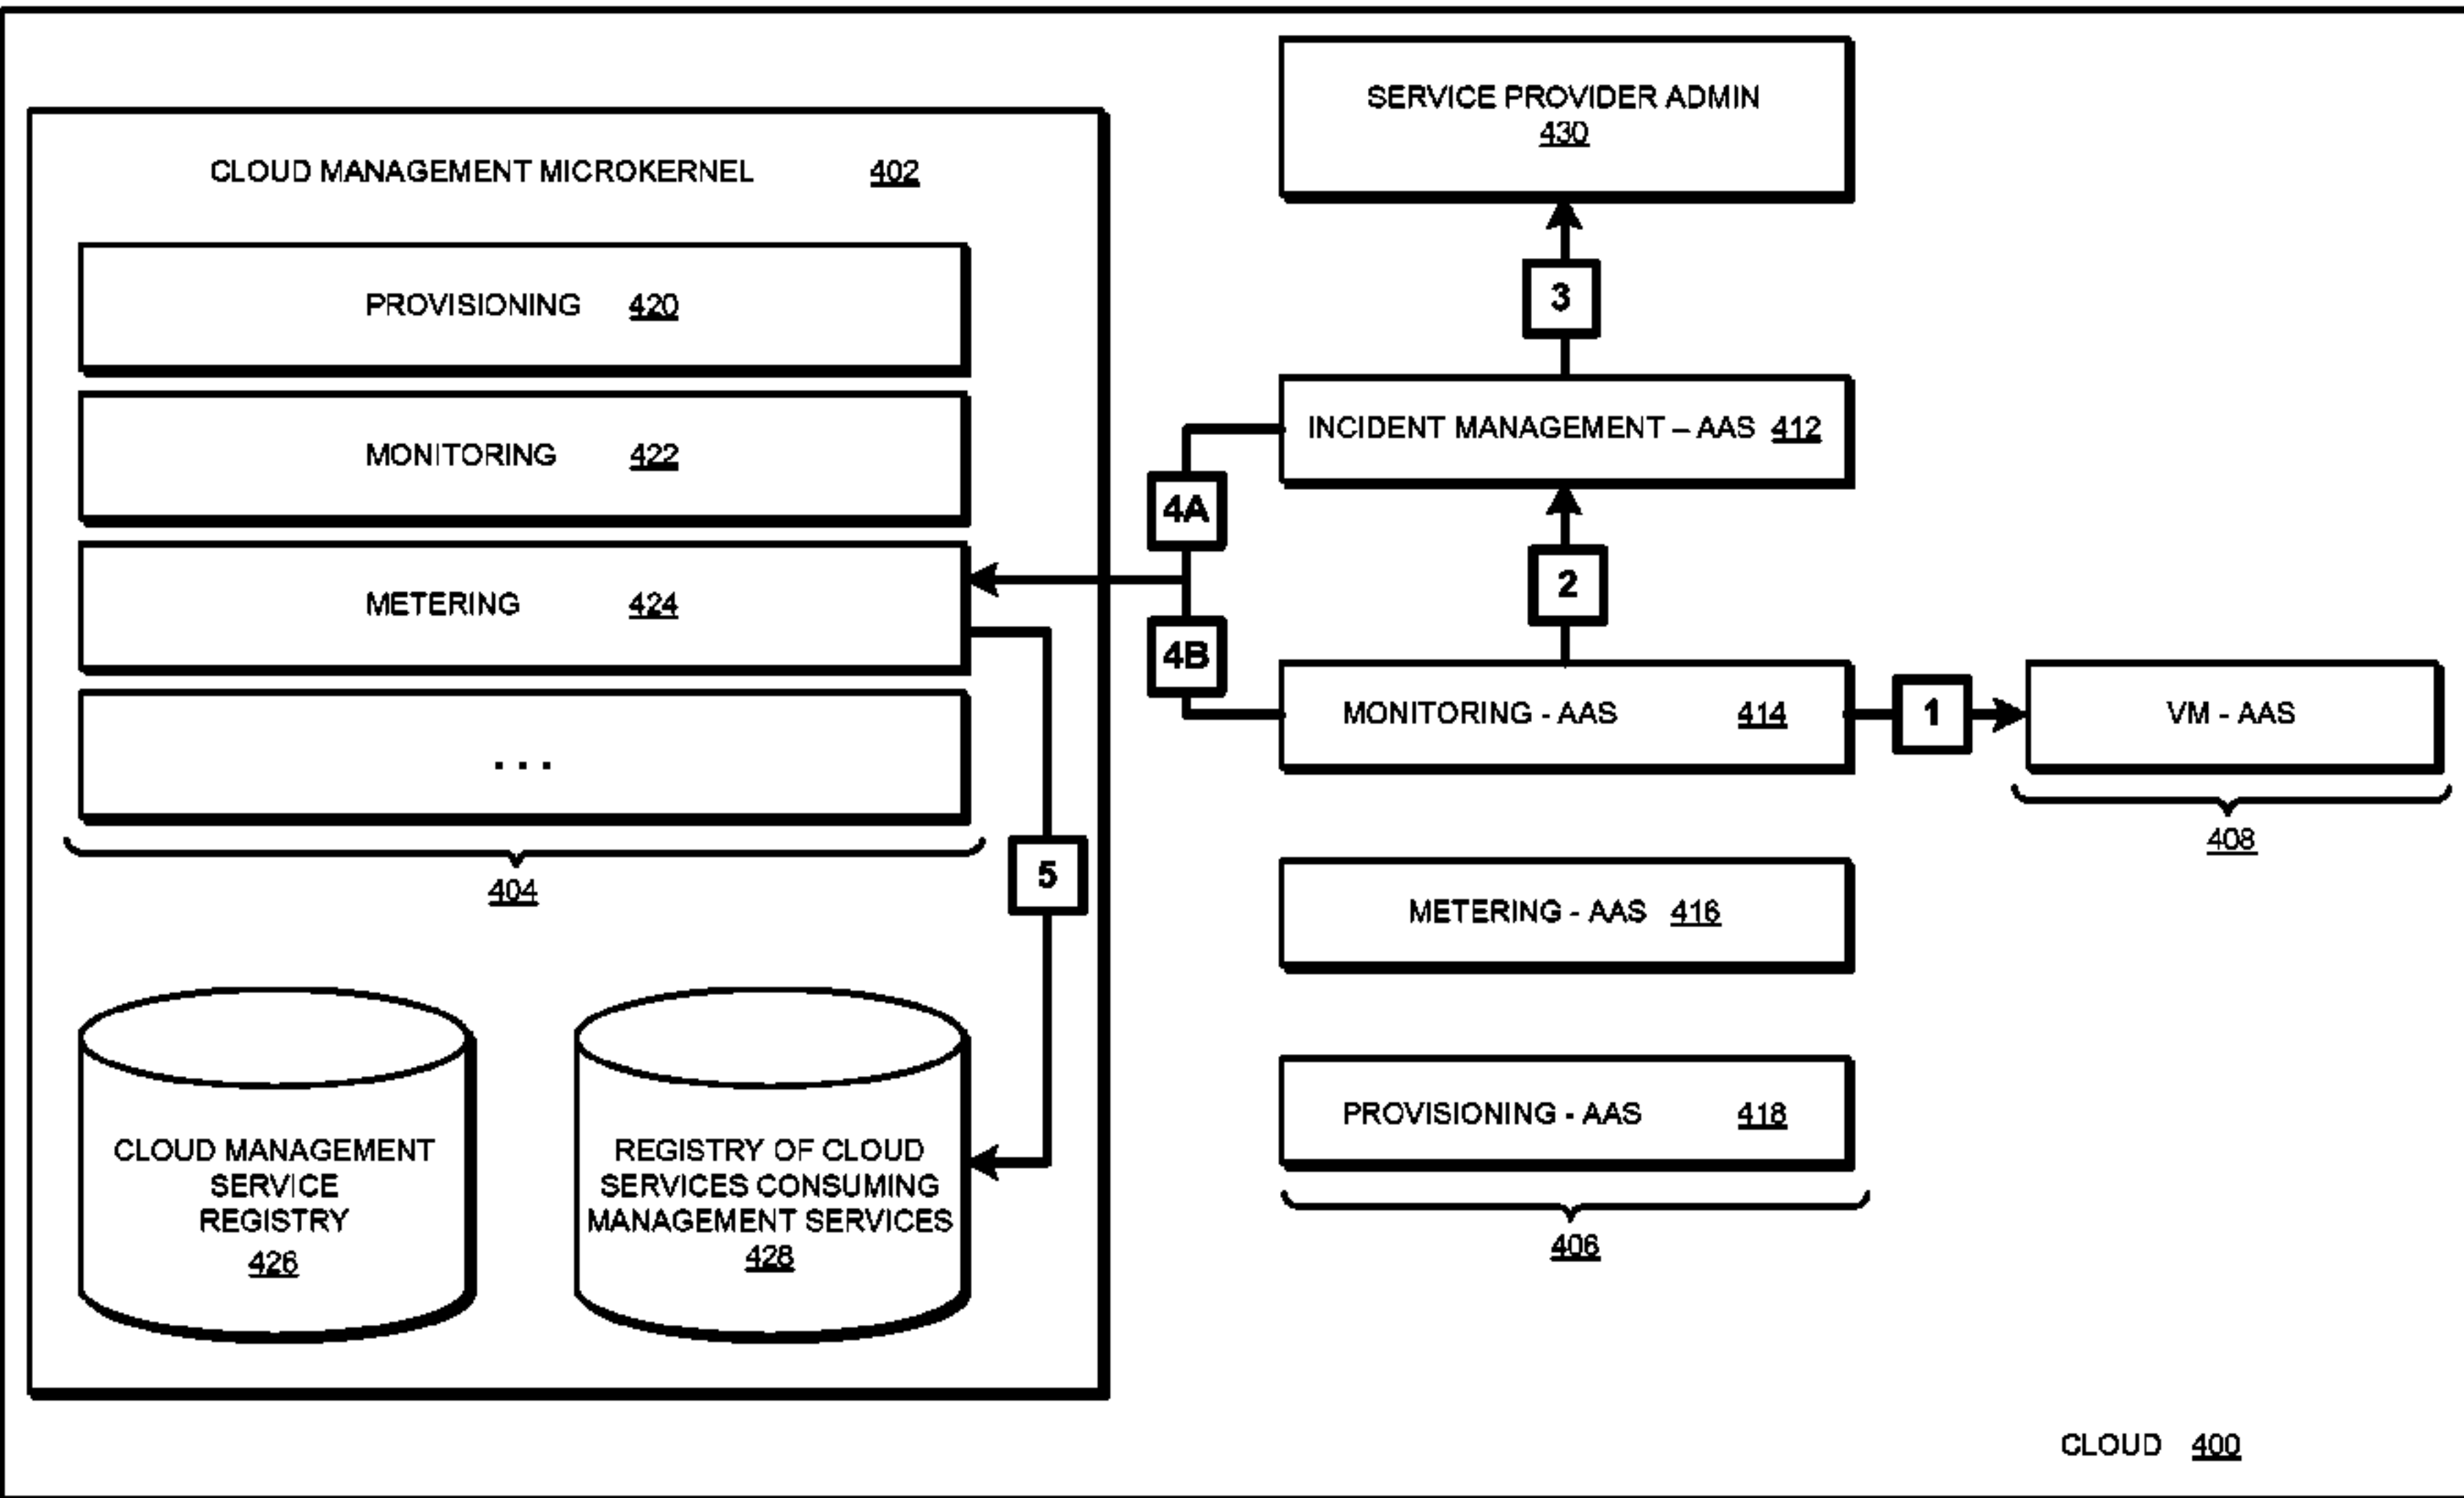 SERVICE PROVIDER ADMIN
430
CLOUD MANAGEMENT MICROKERNEL 402
PROVISIONING 420
3
MONITORING 422
INCIDENT MANAGEMENT – AAS 412
4A
METERING 424
2
4B
MONITORING - AAS 414
1
VM - AAS
. . .
408
404
5
METERING - AAS 416
CLOUD MANAGEMENT
SERVICE
REGISTRY
426
REGISTRY OF CLOUD
SERVICES CONSUMING
MANAGEMENT SERVICES
428
PROVISIONING - AAS 418
406
CLOUD 400